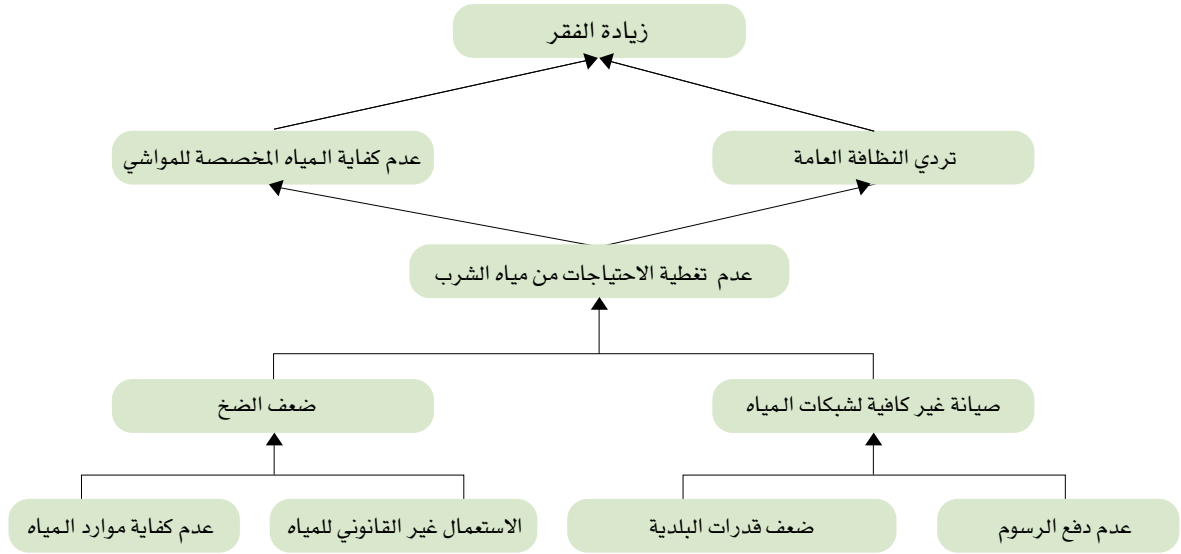 زيادة الفقر
تردي النظافة العامة
عدم كفاية المياه المخصصة للمواشي
عدم تغطية الاحتياجات من مياه الشرب
صيانة غير كافية لشبكات المياه
ضعف الضخ
عدم دفع الرسوم
ضعف قدرات البلدية
الاستعمال غير القانوني للمياه
عدم كفاية موارد المياه